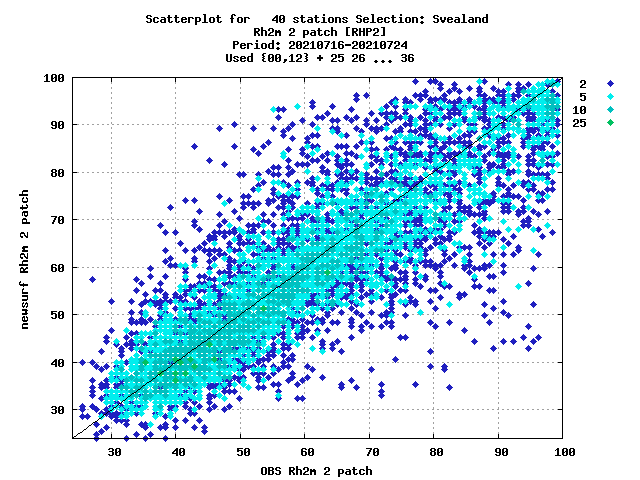 Scatterplot for   40 stations Selection: Svealand
Rh2m 2 patch [RHP2]
Period: 20210716-20210724
Used {00,12} + 25 26 ... 36
100
90
80
70
60
50
40
30
newsurf Rh2m 2 patch
2
5
10
25
30 40 50 60 70 80 90 100
OBS Rh2m 2 patch